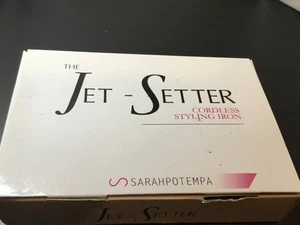 THE
JET - SETTER
CORDLESS
STYLING IRON
SARAHPOTEMPA
JET - SETTER